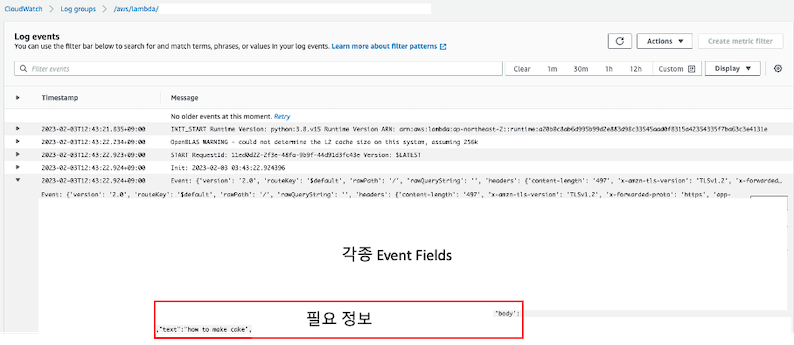 CloudWatch > Log groups > /aws/lambda/
Log events
You can use the filter bar below to search for and match terms, phrases, or values in your log events. Learn more about filter patterns
Actions
Create metric filter
Filter events
Clear 1m 30m 1h 12h Custom Display
Timestamp Message
No older events at this moment. Retry
2023-02-03T12:43:21.835+09:00 INIT_START Runtime Version: python:3.8.v15 Runtime Version ARN: arn:aws:lambda:ap-northeast-2::runtime:
2023-02-03T12:43:22.234+09:00 OpenBLAS WARNING - could not determine the L2 cache size on this system, assuming 256k
2023-02-03T12:43:22.923+09:00 START RequestId: Version: $LATEST
2023-02-03T12:43:22.924+09:00 Init: 2023-02-03 03:43:22.924396
2023-02-03T12:43:22.924+09:00 Event: {'version': '2.0', 'routeKey': '$default', 'rawPath': '/', 'rawQueryString': '', 'headers': {'content-length': '497', 'x-amzn-tls-version': 'TLSv1.2', 'x-forwarded…
Event: {'version': '2.0', 'routeKey': '$default', 'rawPath': '/', 'rawQueryString': '', 'headers': {'content-length': '497', 'x-amzn-tls-version': 'TLSv1.2', 'x-forwarded-proto': 'https', 'app-
각종 Event Fields
'body':
필요 정보
,"text":"how to make cake",